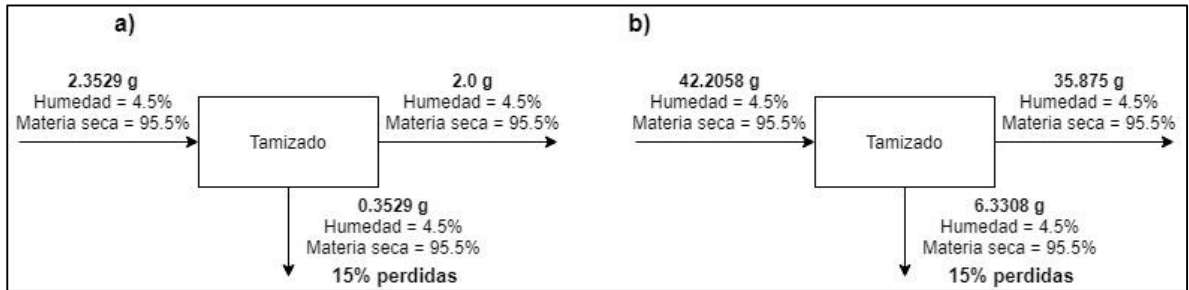 a)
2.3529 g
Humedad = 4.5%
Materia seca = 95.5%
Tamizado
2.0 g
Humedad = 4.5%
Materia seca = 95.5%
0.3529 g
Humedad = 4.5%
Materia seca = 95.5%
15% perdidas
b)
42.2058 g
Humedad = 4.5%
Materia seca = 95.5%
Tamizado
35.875 g
Humedad = 4.5%
Materia seca = 95.5%
6.3308 g
Humedad = 4.5%
Materia seca = 95.5%
15% perdidas